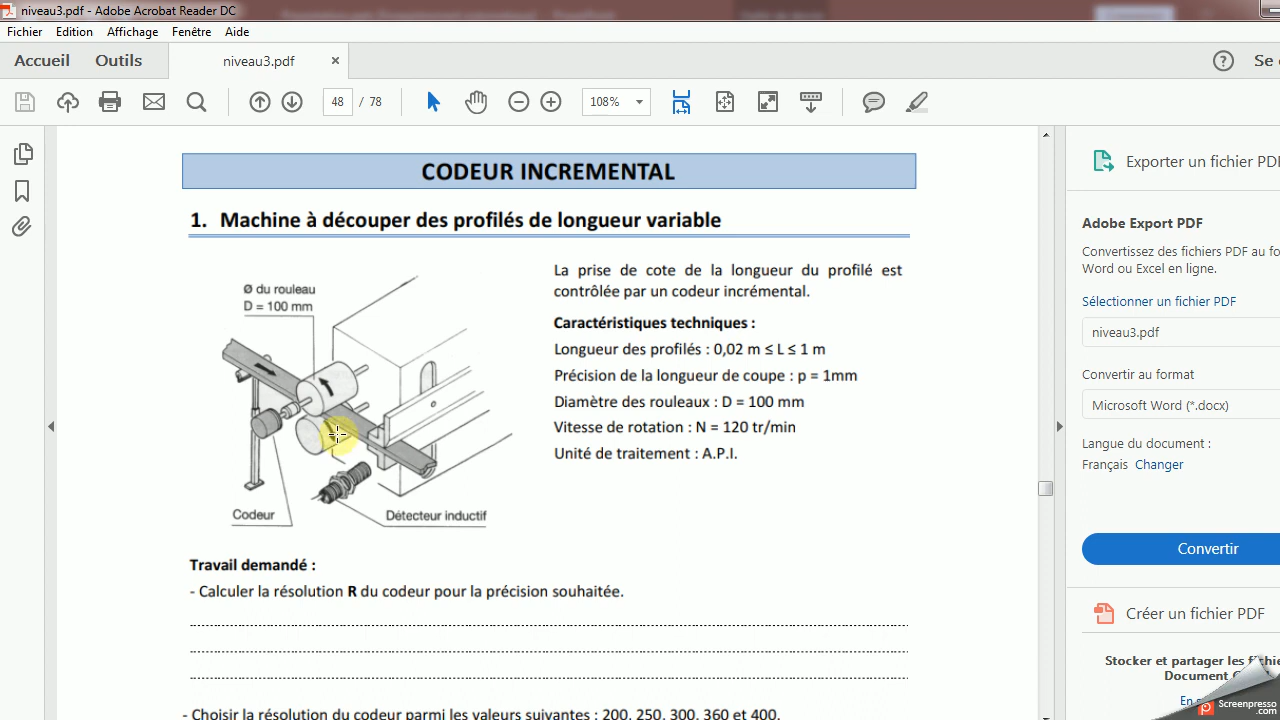 niveau3.pdf - Adobe Acrobat Reader DC
Fichier Edition Affichage Fenêtre Aide
Accueil Outils niveau3.pdf × ? Se
48 / 78 108%
CODEUR INCREMENTAL
1. Machine à découper des profilés de longueur variable
Ø du rouleau
D = 100 mm
Codeur
Détecteur inductif
La prise de cote de la longueur du profilé est
contrôlée par un codeur incrémental.
Caractéristiques techniques :
Longueur des profilés : 0,02 m ≤ L ≤ 1 m
Précision de la longueur de coupe : p = 1mm
Diamètre des rouleaux : D = 100 mm
Vitesse de rotation : N = 120 tr/min
Unité de traitement : A.P.I.
Travail demandé :
- Calculer la résolution R du codeur pour la précision souhaitée.
- Choisir la résolution du codeur parmi les valeurs suivantes : 200, 250, 300, 360 et 400.
Exporter un fichier PDF
Adobe Export PDF
Convertissez des fichiers PDF au fo
Word ou Excel en ligne.
Sélectionner un fichier PDF
niveau3.pdf
Convertir au format
Microsoft Word (*.docx)
Langue du document :
Français Changer
Convertir
Créer un fichier PDF
Stocker et partager les fichie
Document C
En s
Screenpresso
.com